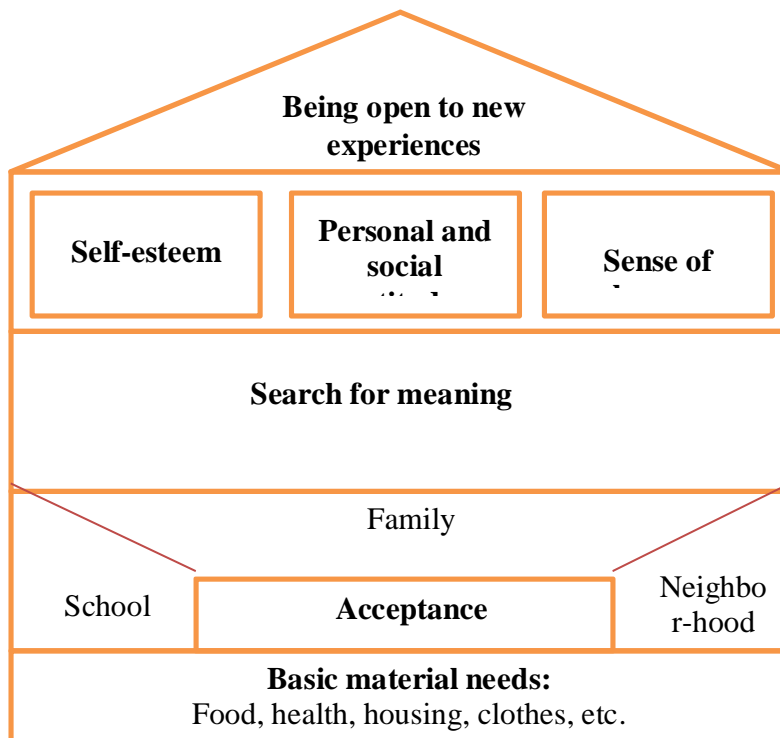 Being open to new
experiences
Self-esteem
Personal and
social
Sense of
Search for meaning
Family
School
Acceptance
Neighbo
r-hood
Basic material needs:
Food, health, housing, clothes, etc.